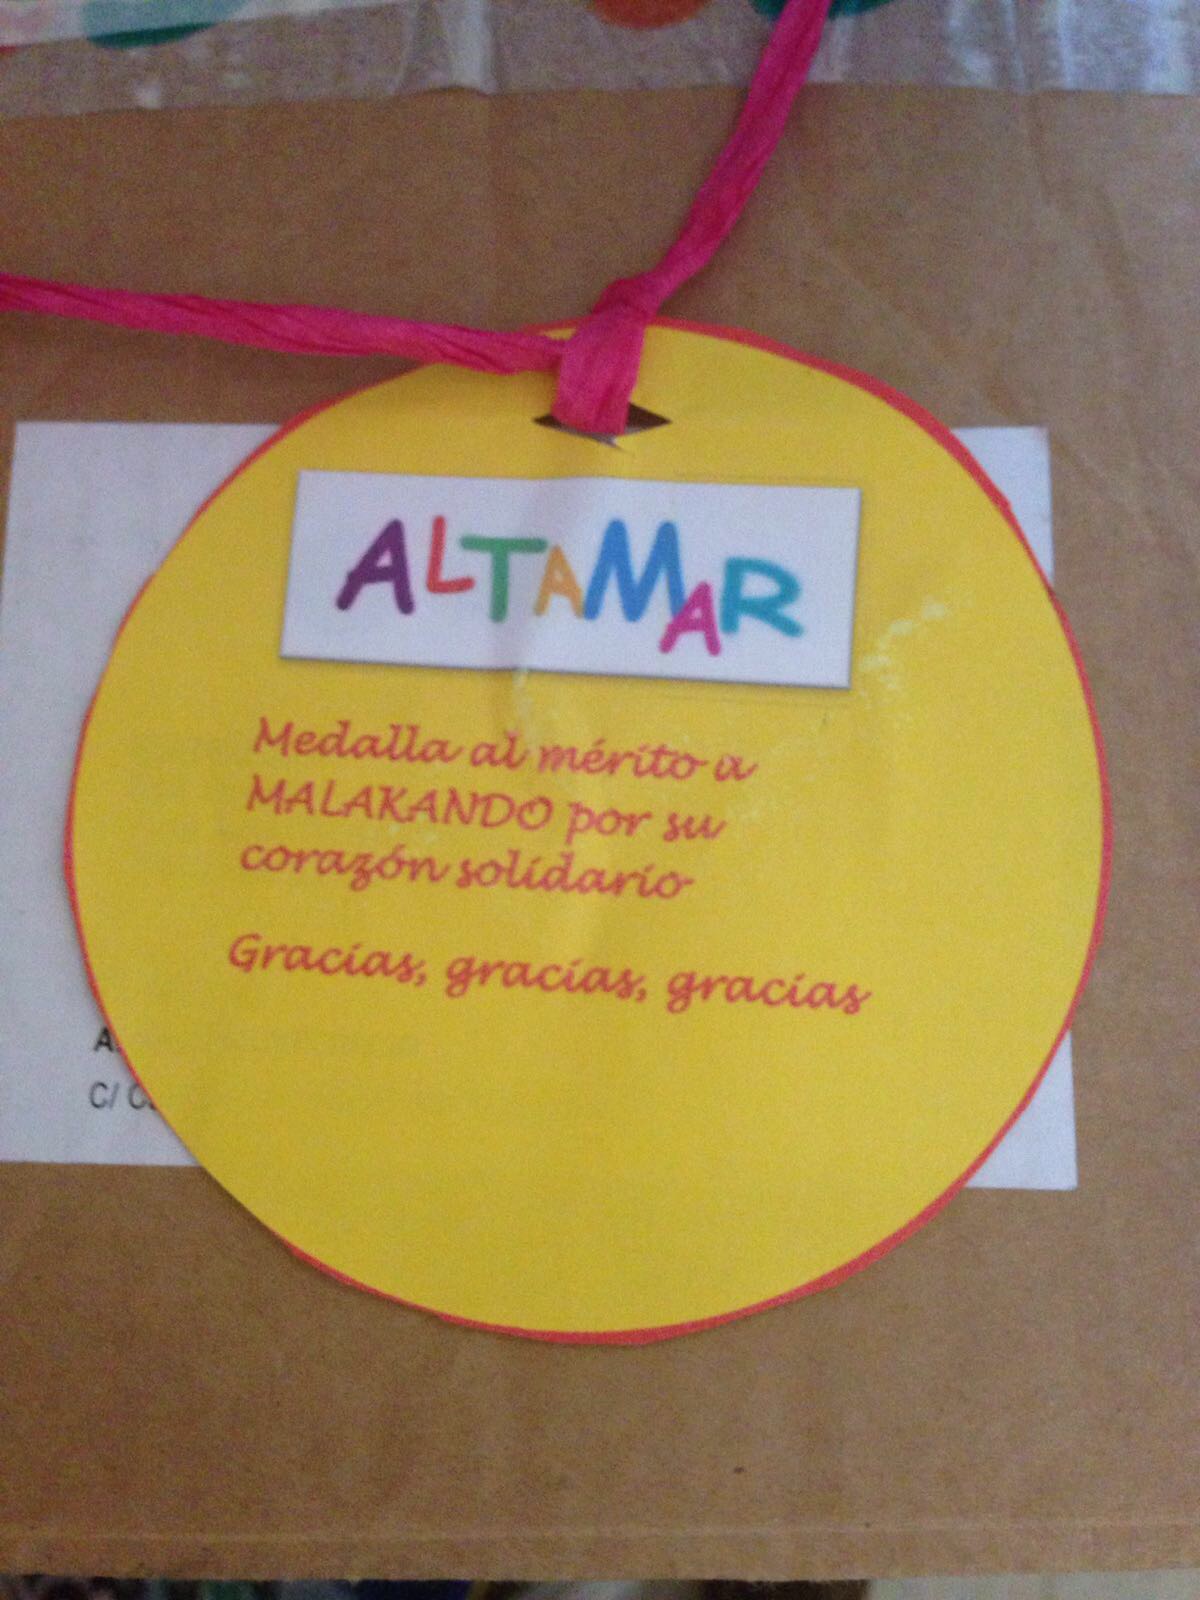 ALTAMAR
Medalla al mérito a
MALAKANDO por su
corazón solidario
Gracias, gracias, gracias
C/